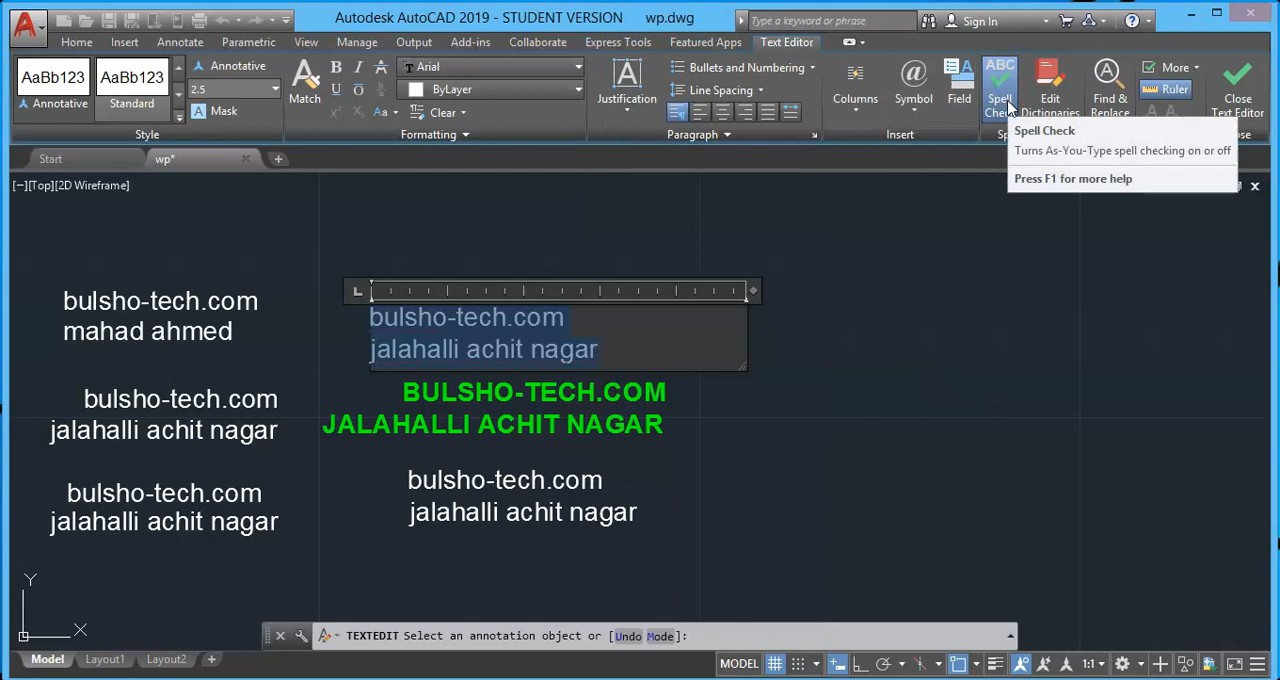 Autodesk AutoCAD 2019 - STUDENT VERSION wp.dwg
Type a keyword or phrase
Sign In
Home Insert Annotate Parametric View Manage Output Add-ins Collaborate Express Tools Featured Apps Text Editor
AaBb123 AaBb123
Annotative Standard
Annotative
2.5
Mask
Style
Match
B I A
U O
Aa
Arial
ByLayer
Clear
Formatting
Justification
Bullets and Numbering
Line Spacing
Paragraph
Columns
@
Symbol
Field
Insert
ABC
Spell
Check
Edit
Dictionaries
Find &
Replace
More
Ruler
Close
Text Editor
Spell Check
Turns As-You-Type spell checking on or off
Press F1 for more help
Start wp*
[−][Top][2D Wireframe]
bulsho-tech.com
mahad ahmed
bulsho-tech.com
jalahalli achit nagar
bulsho-tech.com
jalahalli achit nagar
bulsho-tech.com
jalahalli achit nagar
BULSHO-TECH.COM
JALAHALLI ACHIT NAGAR
bulsho-tech.com
jalahalli achit nagar
Y
X
TEXTEDIT Select an annotation object or [Undo Mode]:
Model Layout1 Layout2 +
MODEL
1:1